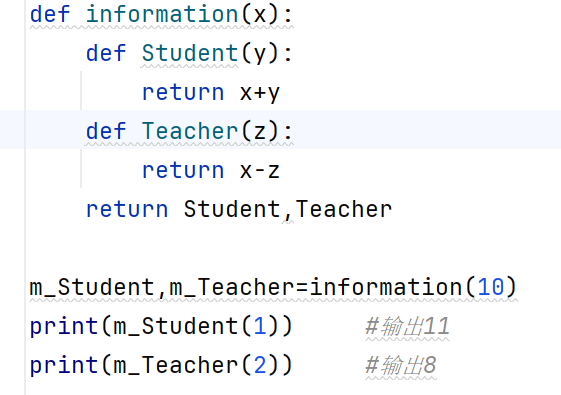 def information(x):
    def Student(y):
        return x+y
    def Teacher(z):
        return x-z
    return Student,Teacher

m_Student,m_Teacher=information(10)
print(m_Student(1))     #输出11
print(m_Teacher(2))     #输出8